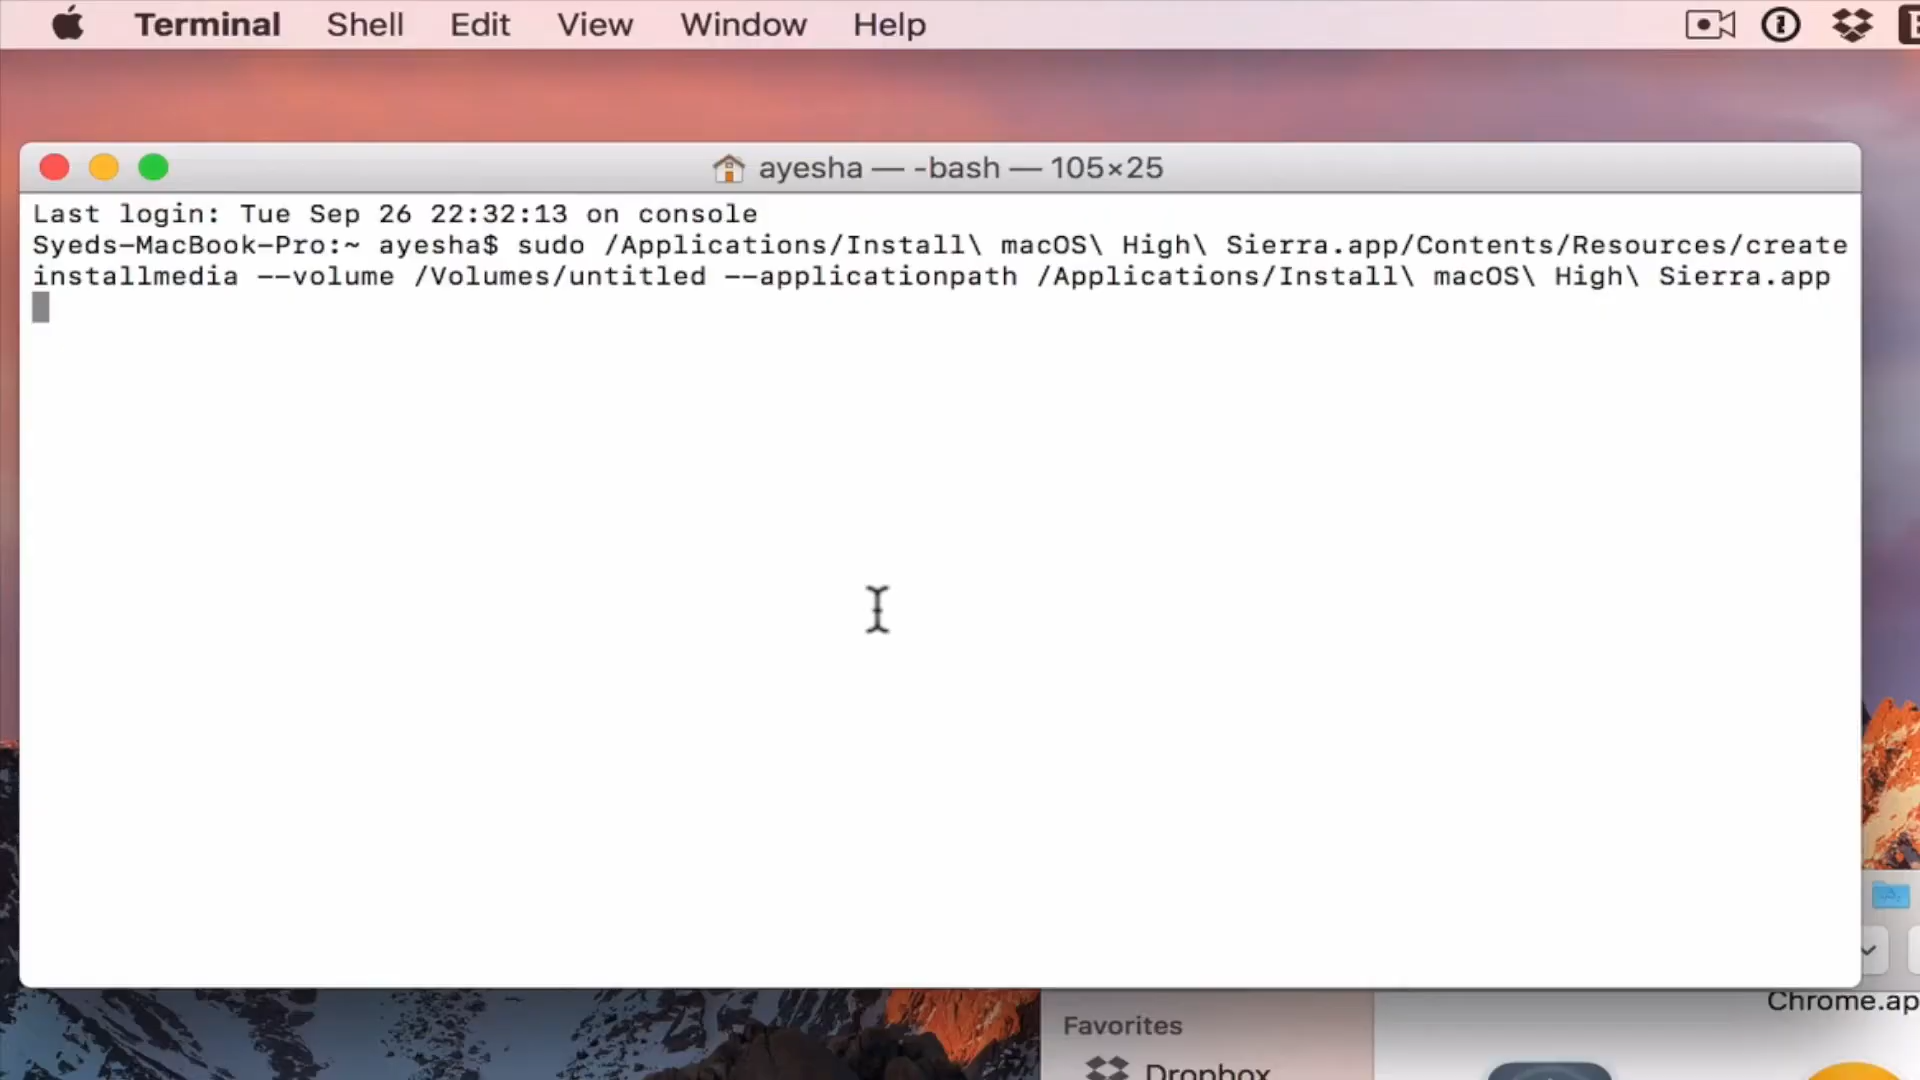 Terminal Shell Edit View Window Help
ayesha — -bash — 105×25
Last login: Tue Sep 26 22:32:13 on console
Syeds-MacBook-Pro:~ ayesha$ sudo /Applications/Install\ macOS\ High\ Sierra.app/Contents/Resources/create
installmedia --volume /Volumes/untitled --applicationpath /Applications/Install\ macOS\ High\ Sierra.app
Chrome.ap
Favorites
Dropbox